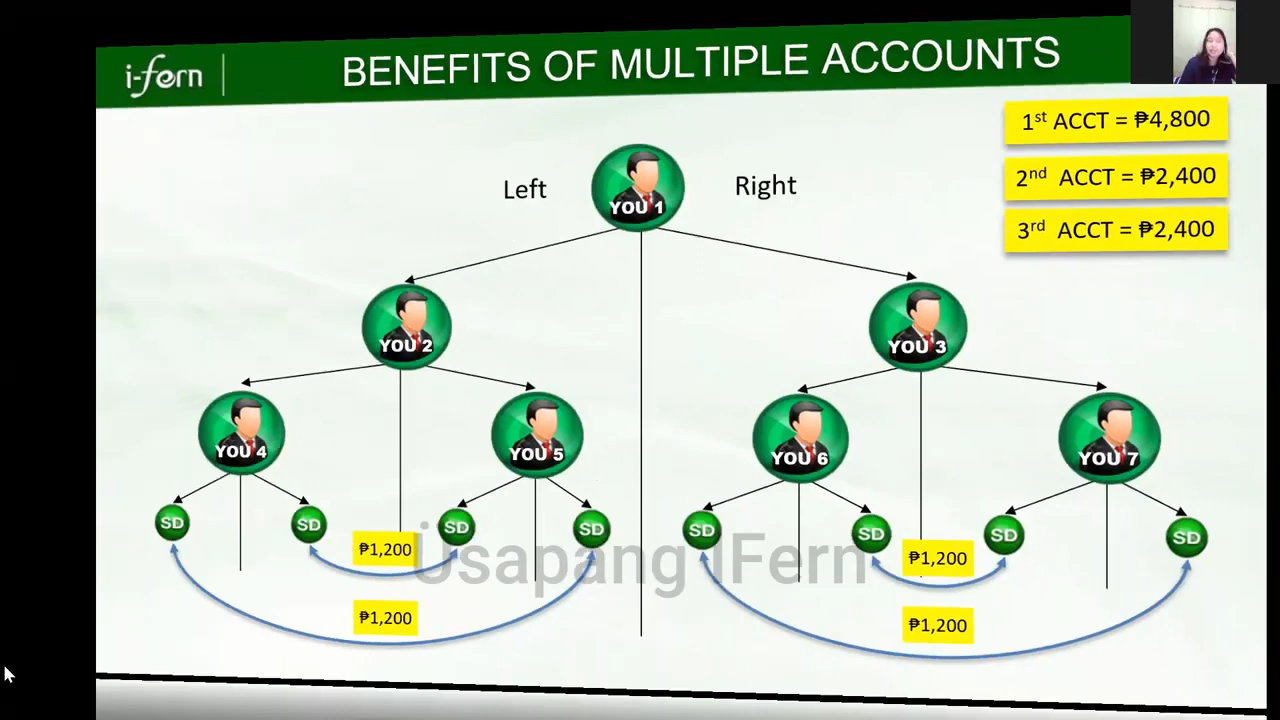 i-fern
BENEFITS OF MULTIPLE ACCOUNTS
1st ACCT = ₱4,800
2nd ACCT = ₱2,400
3rd ACCT = ₱2,400
Left
Right
YOU 1
YOU 2
YOU 3
YOU 4
YOU 5
YOU 6
YOU 7
SD
SD
SD
SD
SD
SD
SD
SD
₱1,200
₱1,200
Üsapang IFern
₱1,200
₱1,200